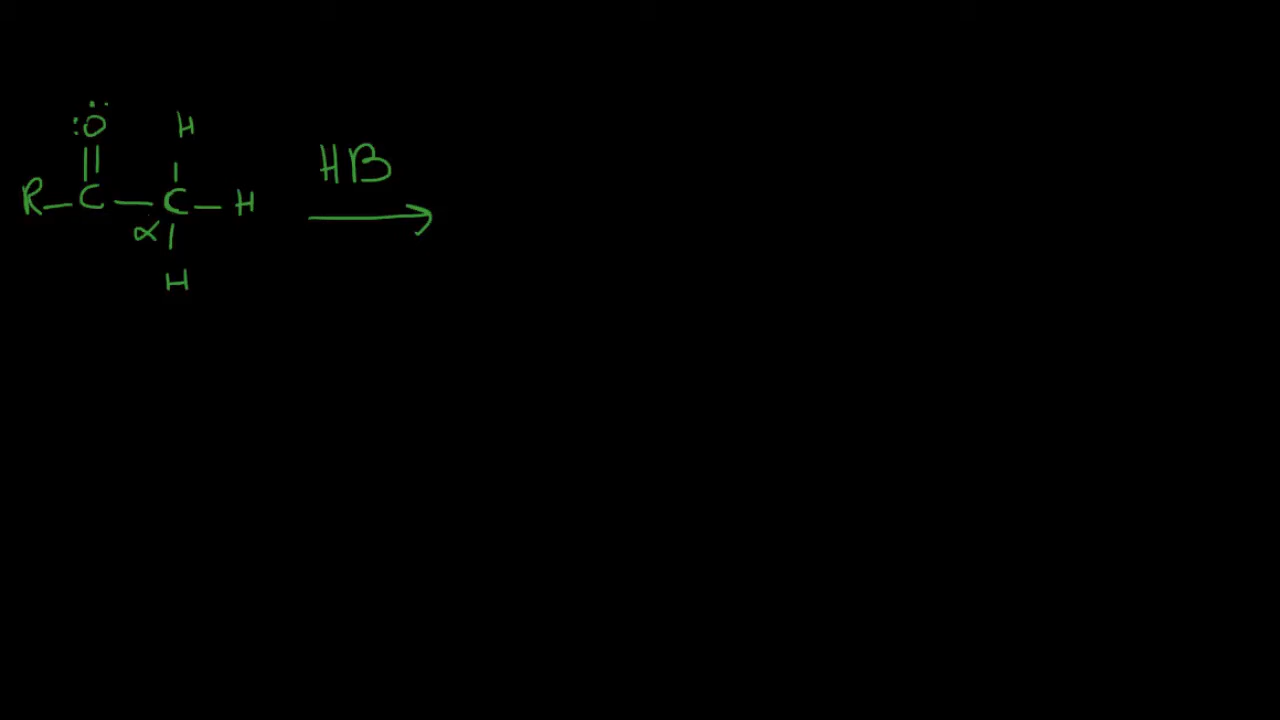 :Ö H
|| |
R-C-C-H
α |
H
HB
→